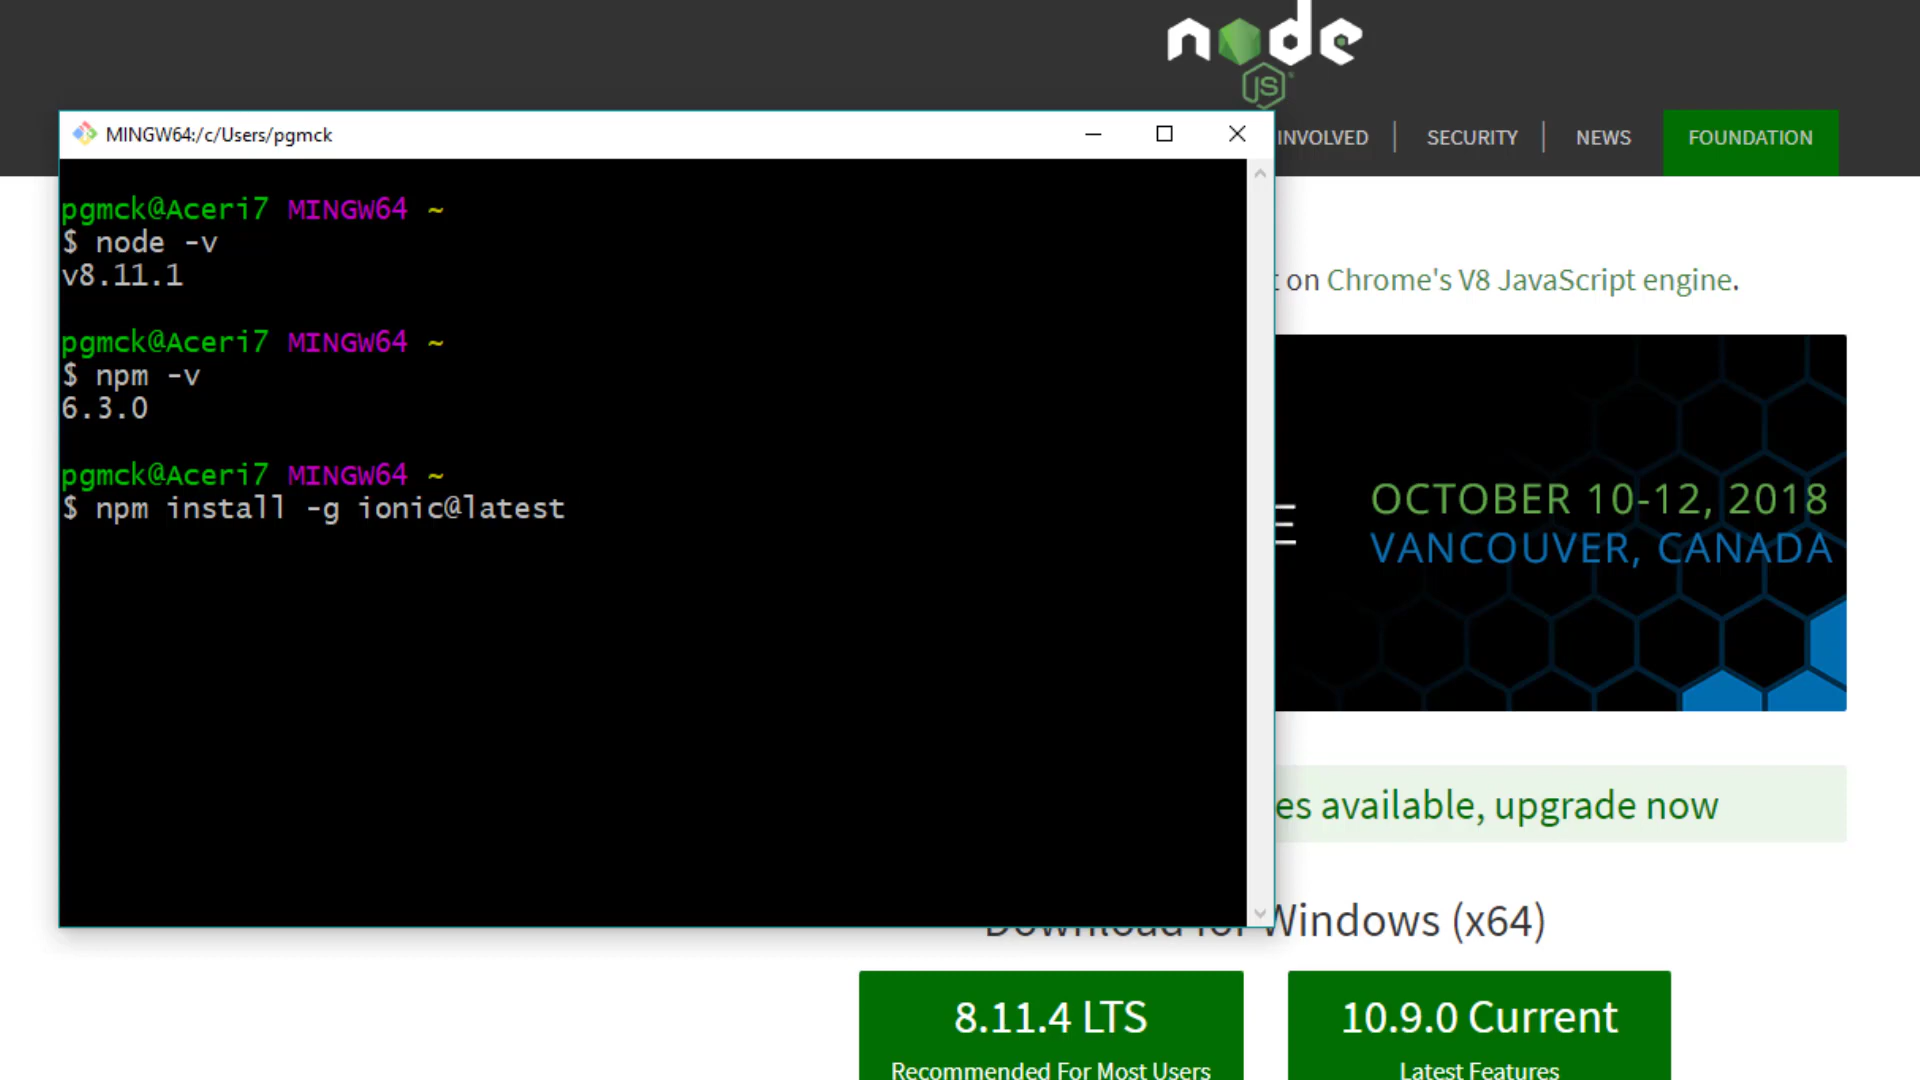 node
JS
MINGW64:/c/Users/pgmck
INVOLVED | SECURITY | NEWS FOUNDATION
pgmck@Aceri7 MINGW64 ~
$ node -v
v8.11.1
on Chrome's V8 JavaScript engine.
pgmck@Aceri7 MINGW64 ~
$ npm -v
6.3.0
pgmck@Aceri7 MINGW64 ~
$ npm install -g ionic@latest
OCTOBER 10-12, 2018
VANCOUVER, CANADA
es available, upgrade now
Download for Windows (x64)
8.11.4 LTS
Recommended For Most Users
10.9.0 Current
Latest Features